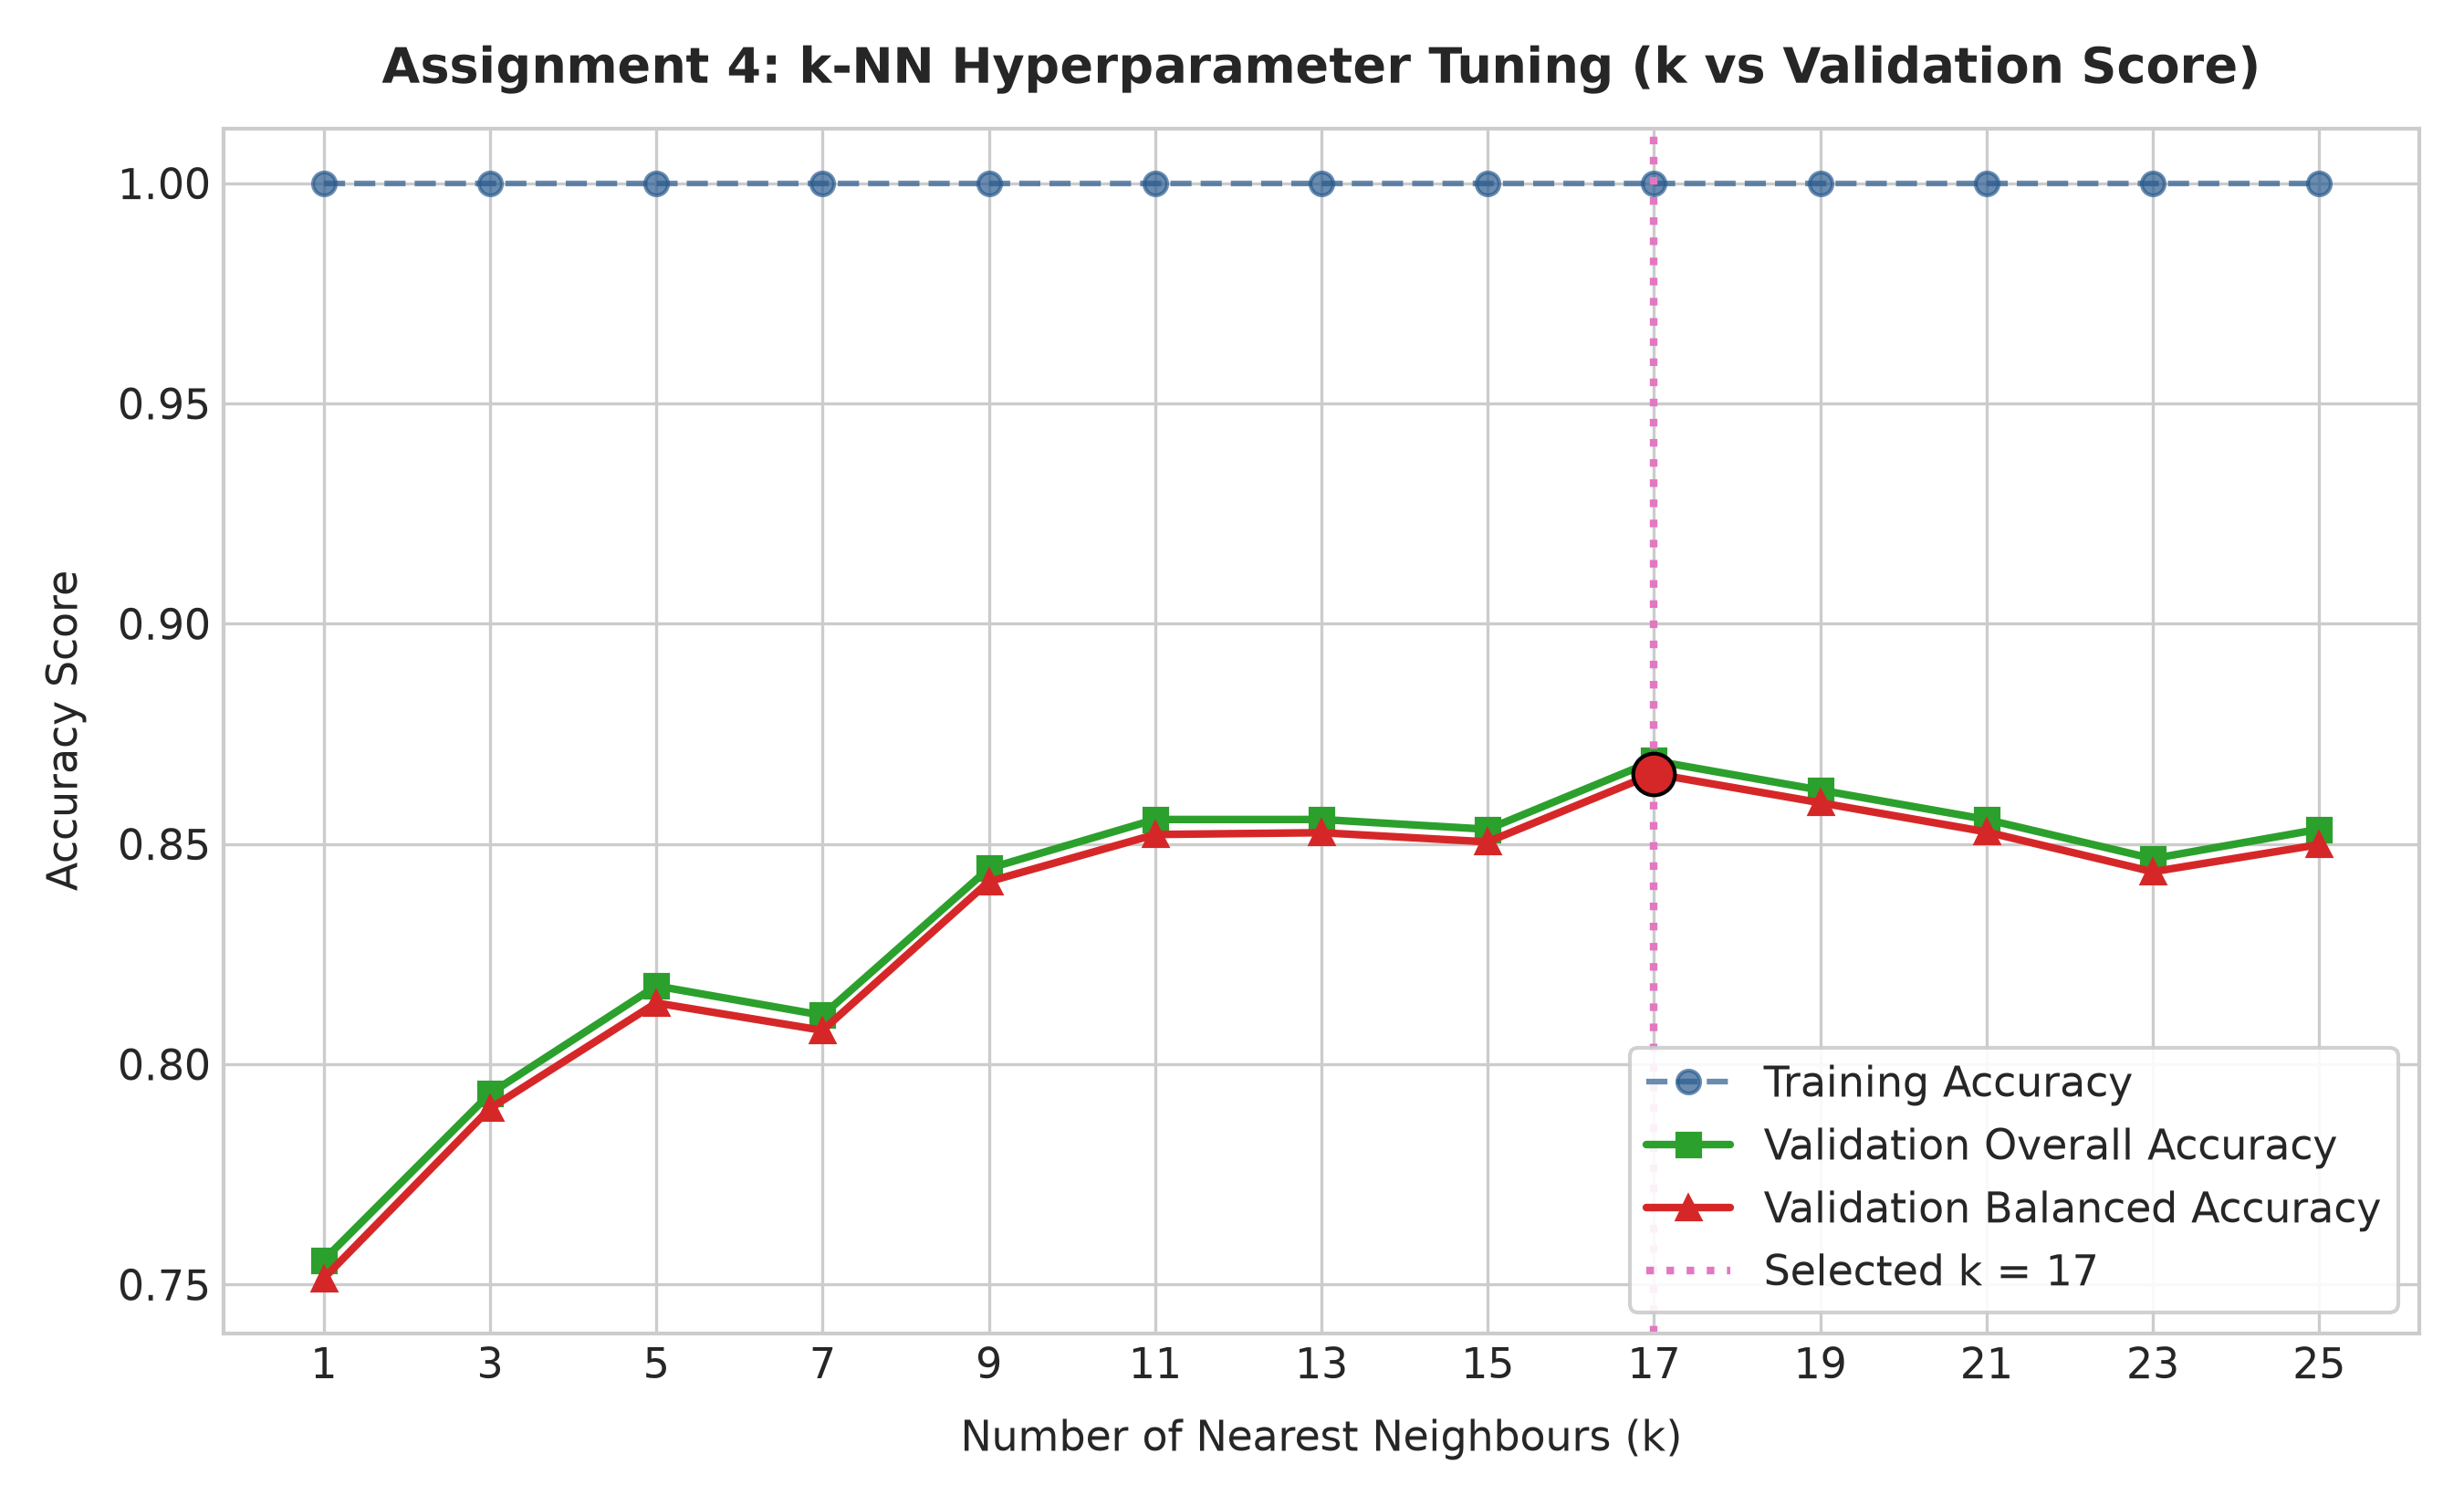 Assignment 4: k-NN Hyperparameter Tuning (k vs Validation Score)
1.00
0.95
0.90
0.85
0.80
0.75
Accuracy Score
Training Accuracy
Validation Overall Accuracy
Validation Balanced Accuracy
Selected k = 17
1 3 5 7 9 11 13 15 17 19 21 23 25
Number of Nearest Neighbours (k)